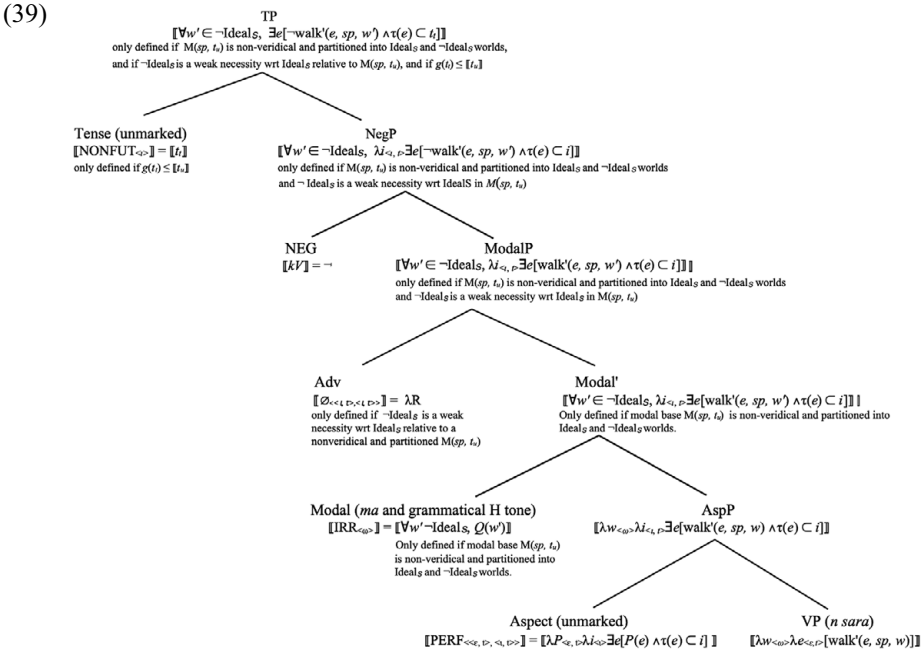 (39)
TP
⟦∀w′∈¬Ideal_S, ∃e[¬walk'(e, sp, w′) ∧τ(e) ⊂ t_t]⟧
only defined if M(sp, t_u) is non-veridical and partitioned into Ideal_S and ¬Ideal_S worlds,
and if ¬Ideal_S is a weak necessity wrt Ideal_S relative to M(sp, t_u), and if g(t_t) ≤ ⟦t_u⟧
Tense (unmarked)
⟦NONFUT_<i>⟧ = ⟦t_t⟧
only defined if g(t_t) ≤ ⟦t_u⟧
NegP
⟦∀w′∈¬Ideal_S, λi_<i, t>∃e[¬walk'(e, sp, w′) ∧τ(e) ⊂ i]⟧
only defined if M(sp, t_u) is non-veridical and partitioned into Ideal_S and ¬Ideal_S worlds
and ¬ Ideal_S is a weak necessity wrt IdealS in M(sp, t_u)
NEG
⟦kV⟧ = ¬
ModalP
⟦∀w′∈¬Ideal_S, λi_<i, t>∃e[walk'(e, sp, w′) ∧τ(e) ⊂ i]⟧⟧
only defined if M(sp, t_u) is non-veridical and partitioned into Ideal_S and ¬Ideal_S worlds
and ¬Ideal_S is a weak necessity wrt Ideal_S in M(sp, t_u)
Adv
⟦∅_<<i, t>,<i, t>>⟧ = λR
only defined if ¬Ideal_S is a weak
necessity wrt Ideal_S relative to a
nonveridical and partitioned M(sp, t_u)
Modal'
⟦∀w′∈¬Ideal_S, λi_<i, t>∃e[walk'(e, sp, w′) ∧τ(e) ⊂ i]⟧|
Only defined if modal base M(sp, t_u) is non-veridical and partitioned into
Ideal_S and ¬Ideal_S worlds.
Modal (ma and grammatical H tone)
⟦IRR_<ω>⟧ = ⟦∀w′¬Ideal_S, Q(w′)⟧
Only defined if modal base M(sp, t_u)
is non-veridical and partitioned into
Ideal_S and ¬Ideal_S worlds.
AspP
⟦λw_<ω>λi_<i, t>∃e[walk'(e, sp, w) ∧τ(e) ⊂ i]⟧
Aspect (unmarked)
⟦PERF_<<ε, t>, <i, t>>⟧ = ⟦λP_<ε, t>λi_<i>∃e[P(e) ∧τ(e) ⊂ i] ⟧
VP (n sara)
⟦λw_<ω>λe_<ε,t>[walk'(e, sp, w)]⟧